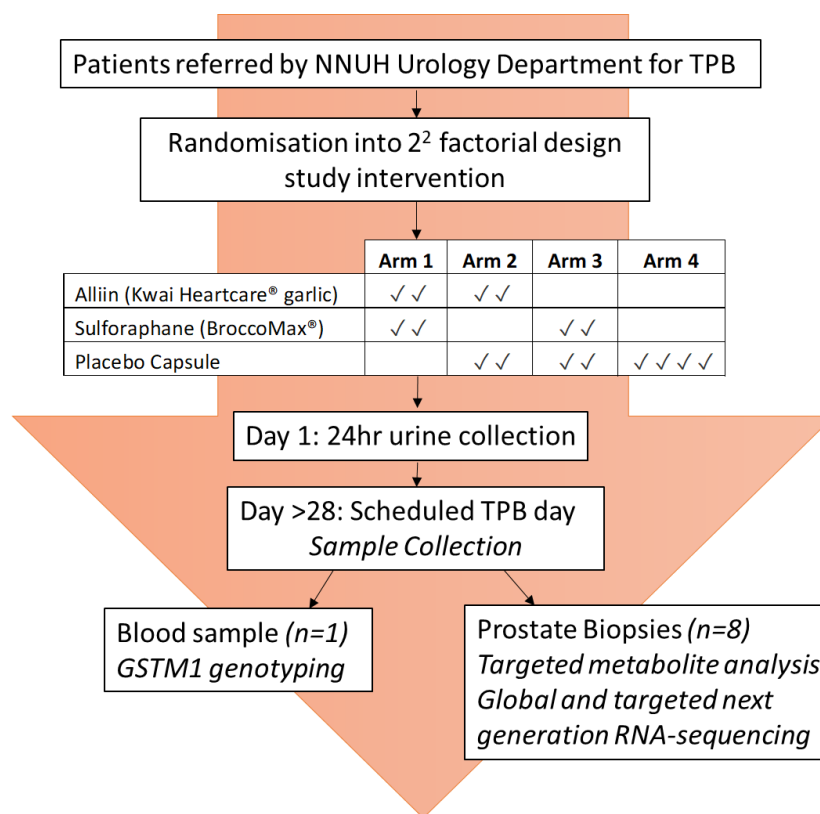 Patients referred by NNUH Urology Department for TPB
Randomisation into 2² factorial design
study intervention
Arm 1 Arm 2 Arm 3 Arm 4
Alliin (Kwai Heartcare® garlic) ✓✓ ✓✓
Sulforaphane (BroccoMax®) ✓✓ ✓✓
Placebo Capsule ✓✓ ✓✓ ✓✓✓✓
Day 1: 24hr urine collection
Day >28: Scheduled TPB day
Sample Collection
Blood sample (n=1)
GSTM1 genotyping
Prostate Biopsies (n=8)
Targeted metabolite analysis
Global and targeted next
generation RNA-sequencing